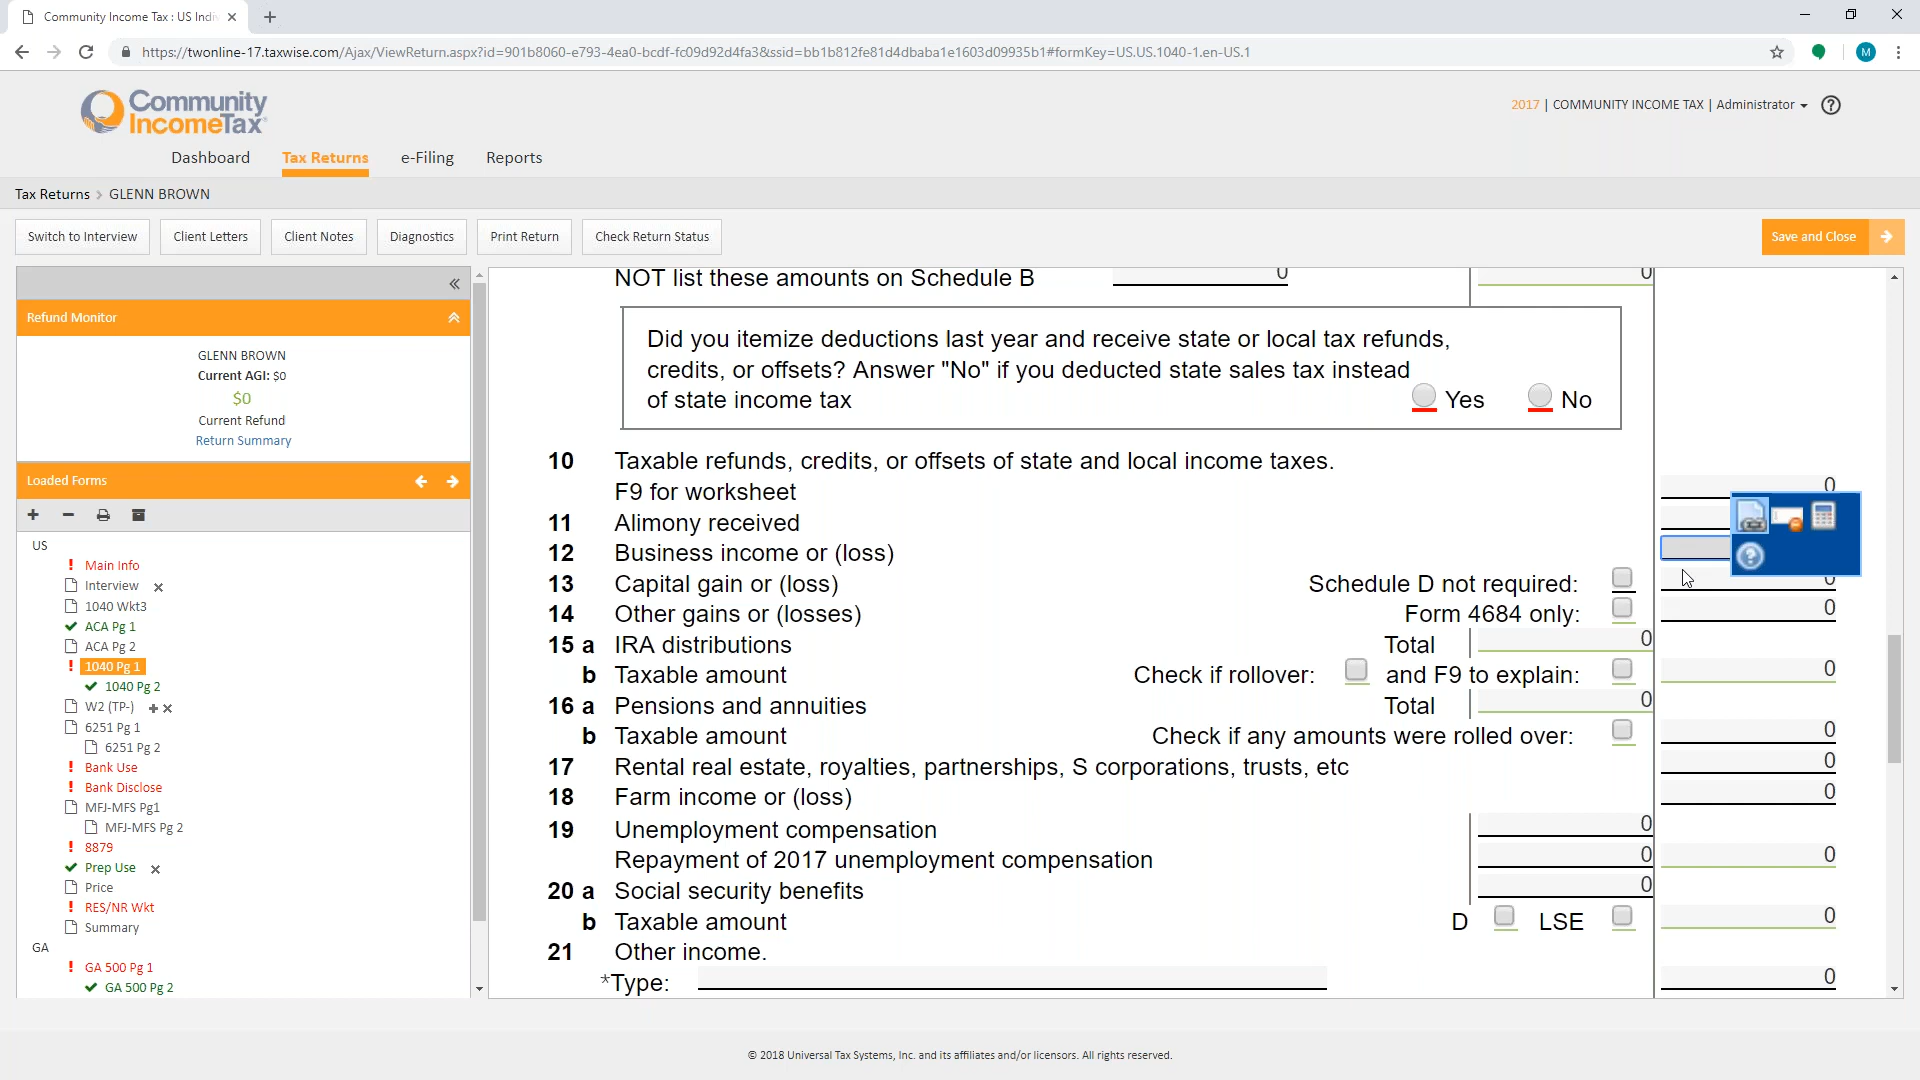 Community Income Tax : US Indiv
https://twonline-17.taxwise.com/Ajax/ViewReturn.aspx?id=901b8060-e793-4ea0-bcdf-fc09d92d4fa3&ssid=bb1b812fe81d4dbaba1e1603d09935b1#formKey=US.US.1040-1.en-US.1
M
Community
IncomeTax
2017 | COMMUNITY INCOME TAX | Administrator
Dashboard Tax Returns e-Filing Reports
Tax Returns > GLENN BROWN
Switch to Interview Client Letters Client Notes Diagnostics Print Return Check Return Status Save and Close
Refund Monitor
GLENN BROWN
Current AGI: $0
$0
Current Refund
Return Summary
Loaded Forms
US
! Main Info
Interview
1040 Wkt3
ACA Pg 1
ACA Pg 2
! 1040 Pg 1
1040 Pg 2
W2 (TP-)
6251 Pg 1
6251 Pg 2
! Bank Use
! Bank Disclose
MFJ-MFS Pg1
MFJ-MFS Pg 2
! 8879
Prep Use
Price
! RES/NR Wkt
Summary
GA
! GA 500 Pg 1
GA 500 Pg 2
NOT list these amounts on Schedule B 0 0
Did you itemize deductions last year and receive state or local tax refunds,
credits, or offsets? Answer "No" if you deducted state sales tax instead
of state income tax Yes No
10 Taxable refunds, credits, or offsets of state and local income taxes.
F9 for worksheet 0
11 Alimony received
12 Business income or (loss)
13 Capital gain or (loss) Schedule D not required: 0
14 Other gains or (losses) Form 4684 only: 0
15 a IRA distributions Total 0
b Taxable amount Check if rollover: and F9 to explain: 0
16 a Pensions and annuities Total 0
b Taxable amount Check if any amounts were rolled over: 0
17 Rental real estate, royalties, partnerships, S corporations, trusts, etc 0
18 Farm income or (loss) 0
19 Unemployment compensation 0
Repayment of 2017 unemployment compensation 0 0
20 a Social security benefits 0
b Taxable amount D LSE 0
21 Other income.
*Type: 0
© 2018 Universal Tax Systems, Inc. and its affiliates and/or licensors. All rights reserved.